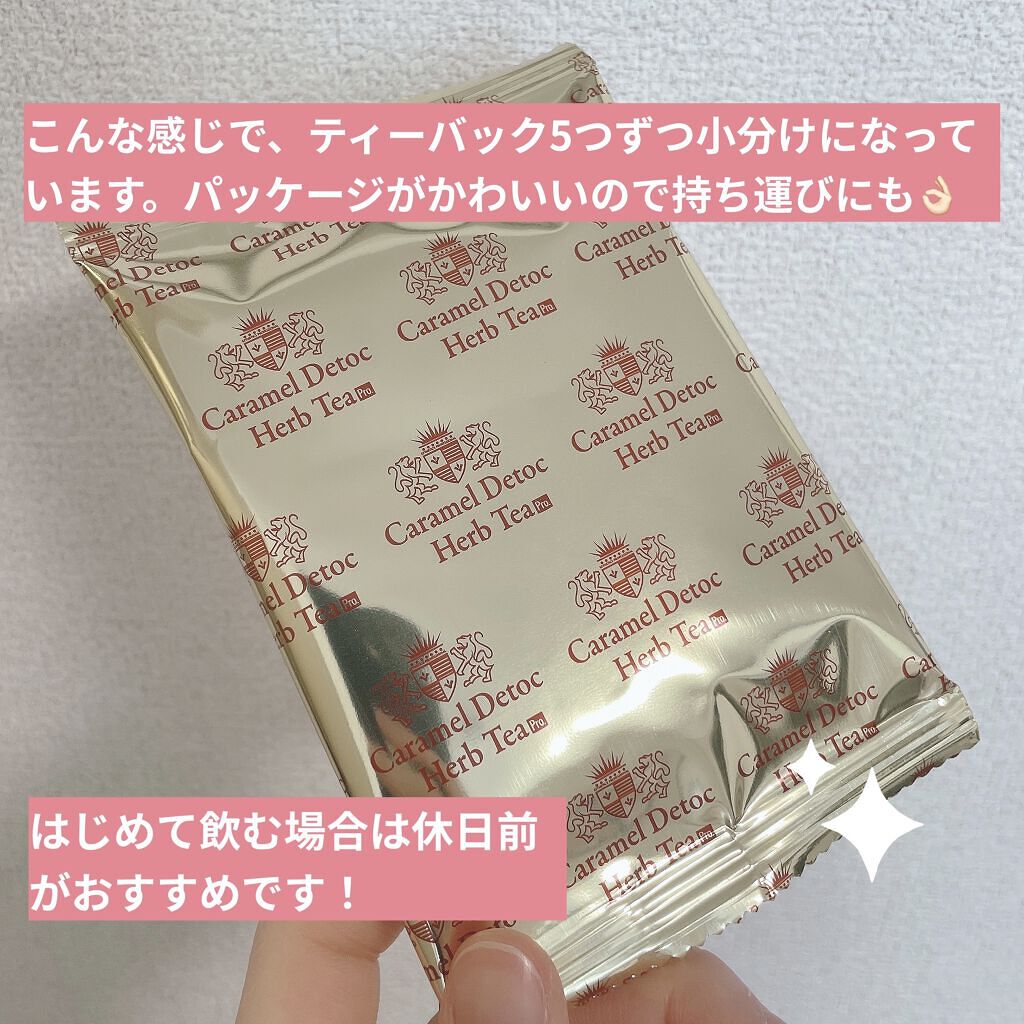 こんな感じで、ティーバック5つずつ小分けになって
います。パッケージがかわいいので持ち運びにも👌🏻
Caramel Detoc
Herb Tea Pro.
Caramel Detoc
Herb Tea Pro.
Caramel Detoc
Herb Tea Pro.
Caramel Detoc
Herb Tea Pro.
Caramel Detoc
Herb Tea Pro.
Caramel Detoc
Herb Tea Pro.
Caramel Detoc
Herb Tea Pro.
Caramel Detoc
Herb Tea Pro.
はじめて飲む場合は休日前
がおすすめです！